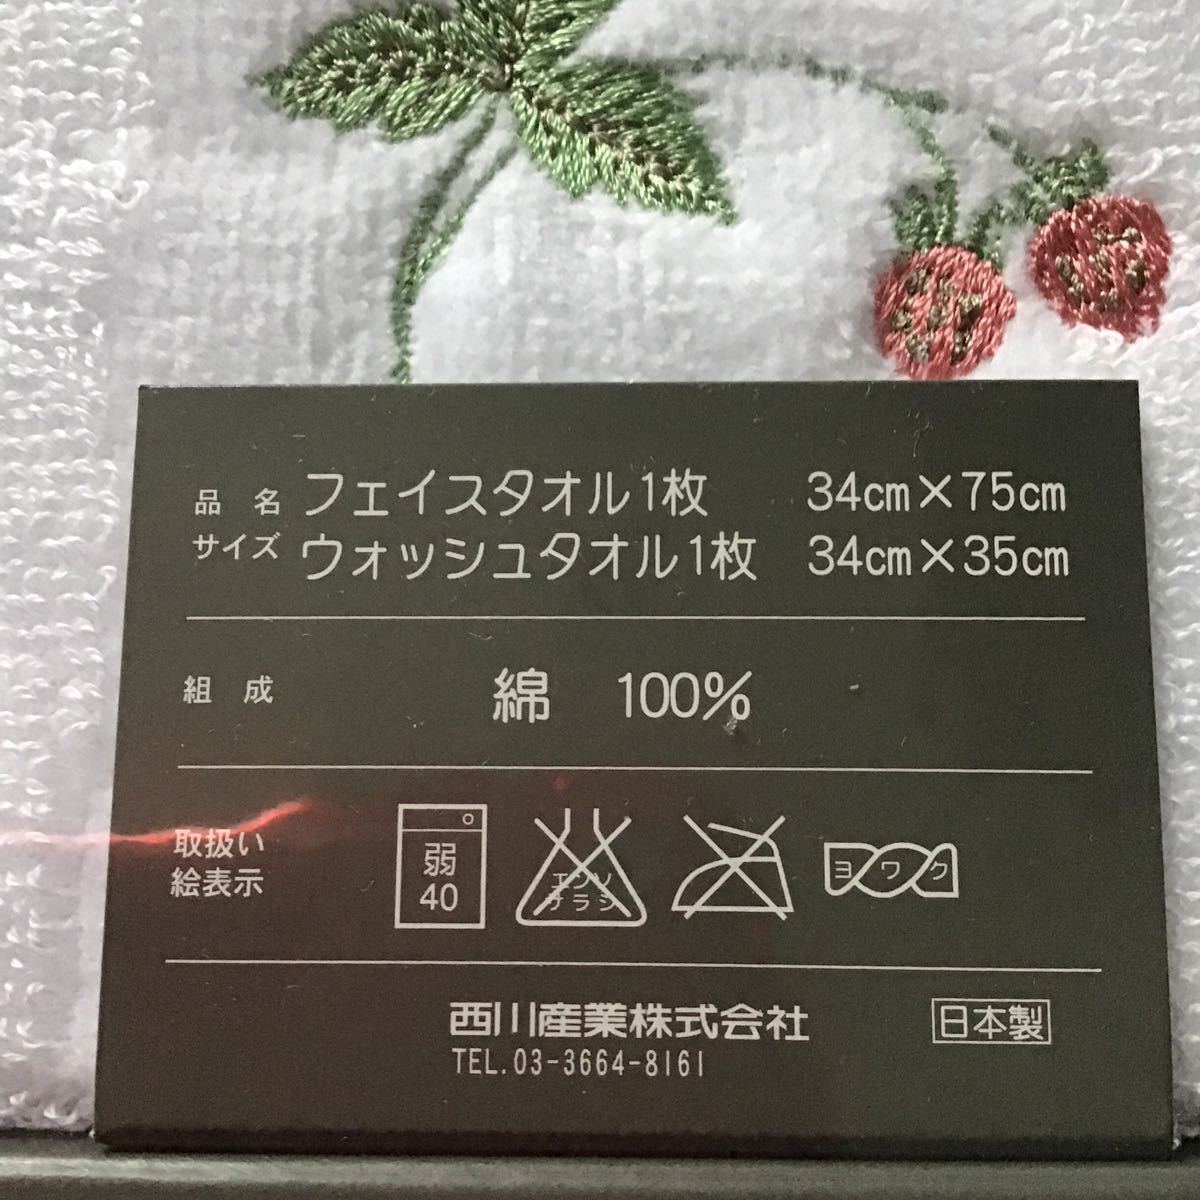 品 名 フェイスタオル1枚 34cm×75cm
サイズ ウォッシュタオル1枚 34cm×35cm
組 成 綿 100%
取扱い
絵表示
弱
40
エンソ
サラシ
ヨワク
西川産業株式会社
日本製
TEL.03-3664-8161